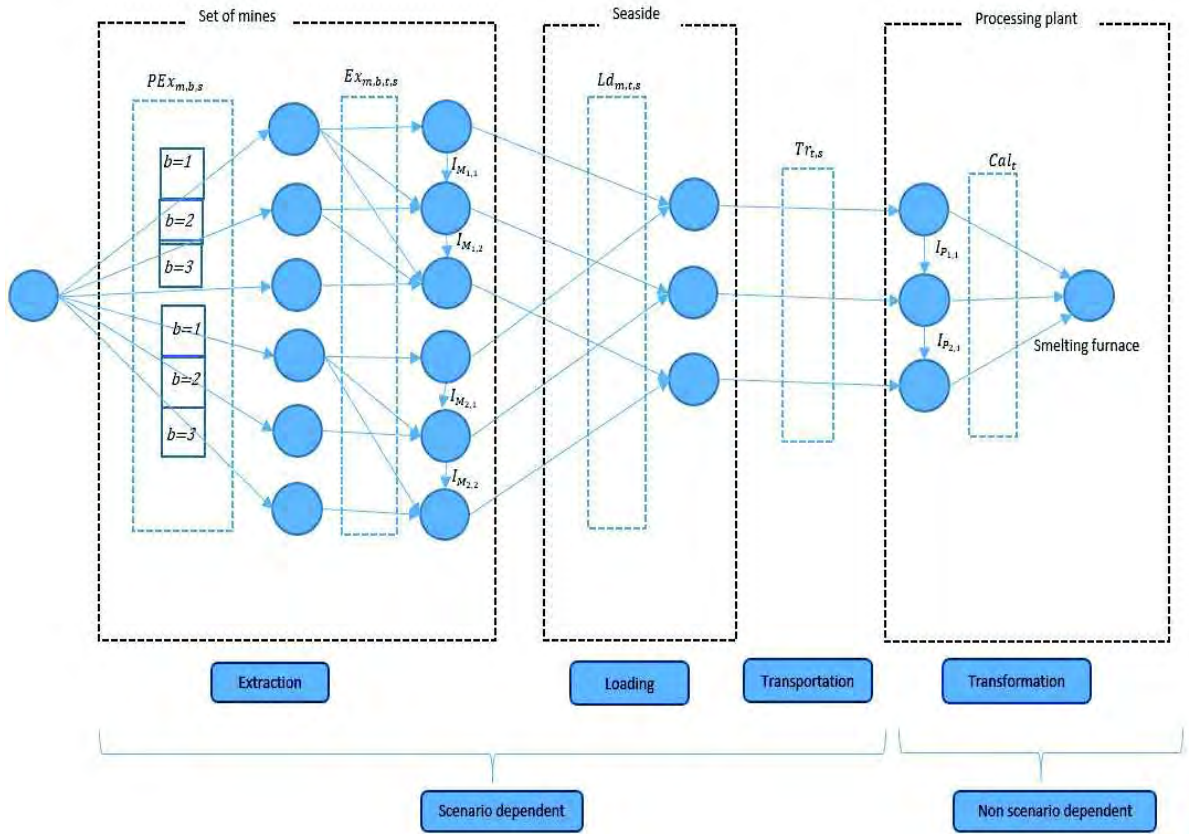 Set of mines
Seaside
Processing plant
PEx_{m,b,s}
Ex_{m,b,t,s}
Ld_{m,t,s}
Tr_{t,s}
Cal_t
b=1
b=2
b=3
b=1
b=2
b=3
I_{M_{1,1}}
I_{M_{1,2}}
I_{M_{2,1}}
I_{M_{2,2}}
I_{P_{1,1}}
I_{P_{2,1}}
Smelting furnace
Extraction
Loading
Transportation
Transformation
Scenario dependent
Non scenario dependent